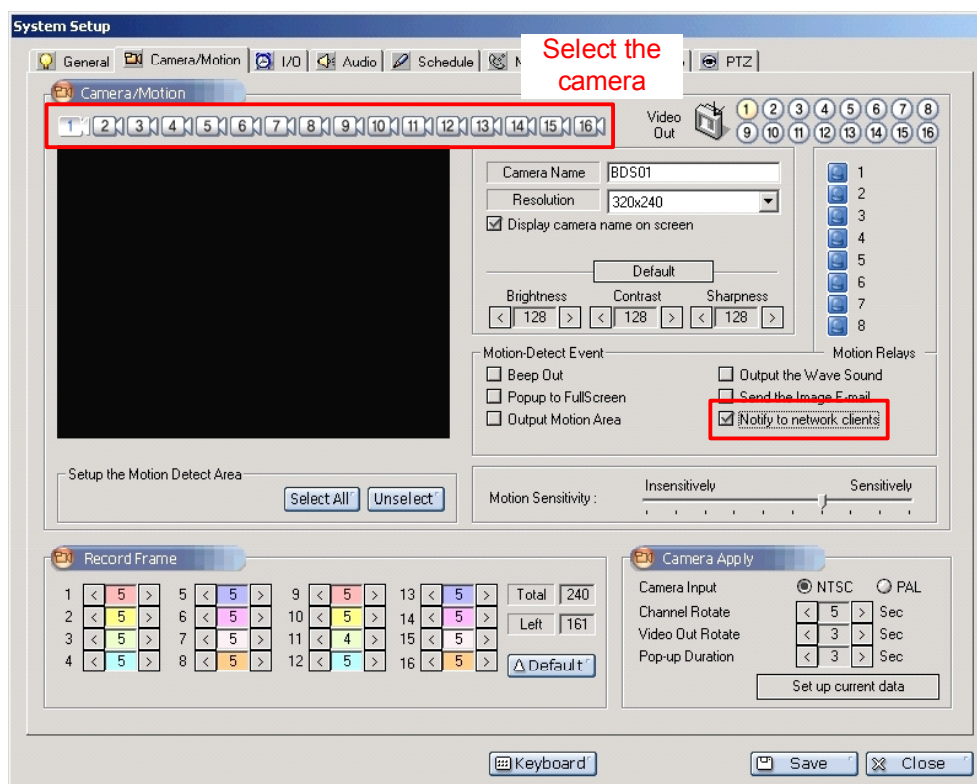 System Setup
General Camera/Motion I/O Audio Schedule PTZ
Select the
camera
Camera/Motion
1 2 3 4 5 6 7 8 9 10 11 12 13 14 15 16
Video
Out
1 2 3 4 5 6 7 8
9 10 11 12 13 14 15 16
Camera Name BDS01
Resolution 320x240
Display camera name on screen
Default
Brightness Contrast Sharpness
< 128 > < 128 > < 128 >
1
2
3
4
5
6
7
8
Motion Relays
Motion-Detect Event
Beep Out
Popup to FullScreen
Output Motion Area
Output the Wave Sound
Send the Image E-mail
Notify to network clients
Setup the Motion Detect Area
Select All Unselect
Motion Sensitivity :
Insensitively Sensitively
Record Frame
1 < 5 > 5 < 5 > 9 < 5 > 13 < 5 > Total 240
2 < 5 > 6 < 5 > 10 < 5 > 14 < 5 > Left 161
3 < 5 > 7 < 5 > 11 < 4 > 15 < 5 >
4 < 5 > 8 < 5 > 12 < 5 > 16 < 5 > Default
Camera Apply
Camera Input NTSC PAL
Channel Rotate < 5 > Sec
Video Out Rotate < 3 > Sec
Pop-up Duration < 3 > Sec
Set up current data
Keyboard Save Close